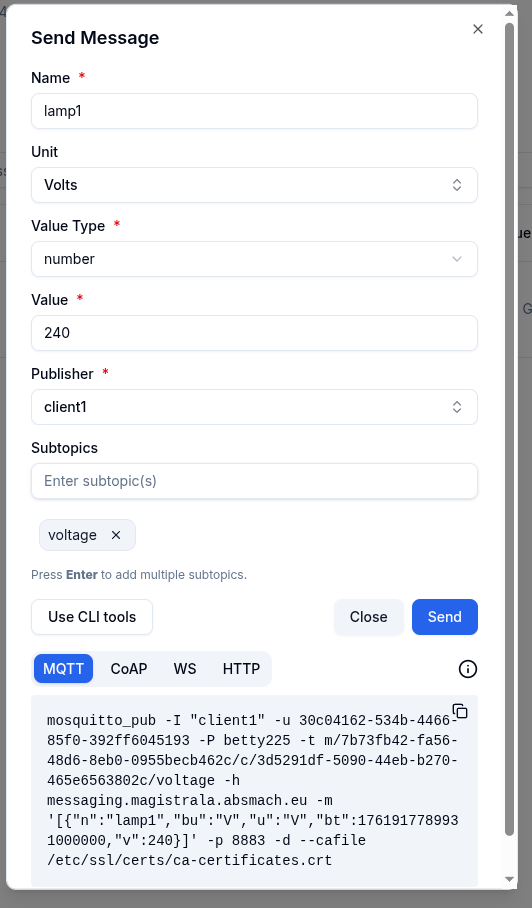 Send Message
Name *
lamp1
Unit
Volts
Value Type *
number
Value *
240
Publisher *
client1
Subtopics
Enter subtopic(s)
voltage
Press Enter to add multiple subtopics.
Use CLI tools Close Send
MQTT CoAP WS HTTP
mosquitto_pub -I "client1" -u 30c04162-534b-4466-
85f0-392ff6045193 -P betty225 -t m/7b73fb42-fa56-
48d6-8eb0-0955becb462c/c/3d5291df-5090-44eb-b270-
465e6563802c/voltage -h
messaging.magistrala.absmach.eu -m
'[{"n":"lamp1","bu":"V","u":"V","bt":176191778993
1000000,"v":240}]' -p 8883 -d --cafile
/etc/ssl/certs/ca-certificates.crt